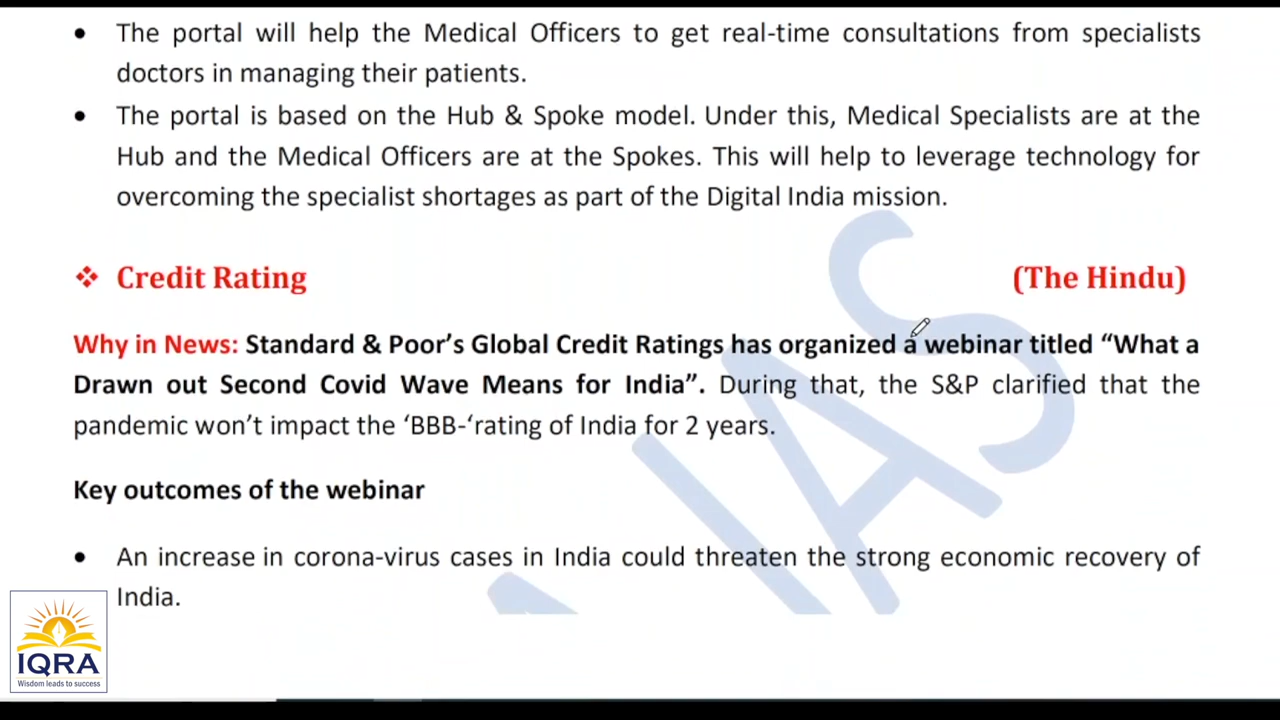 • The portal will help the Medical Officers to get real-time consultations from specialists
doctors in managing their patients.
• The portal is based on the Hub & Spoke model. Under this, Medical Specialists are at the
Hub and the Medical Officers are at the Spokes. This will help to leverage technology for
overcoming the specialist shortages as part of the Digital India mission.
❖ Credit Rating (The Hindu)
Why in News: Standard & Poor’s Global Credit Ratings has organized a webinar titled “What a
Drawn out Second Covid Wave Means for India”. During that, the S&P clarified that the
pandemic won’t impact the ‘BBB-‘rating of India for 2 years.
Key outcomes of the webinar
• An increase in corona-virus cases in India could threaten the strong economic recovery of
India.
IAS
IQRA
Wisdom leads to success